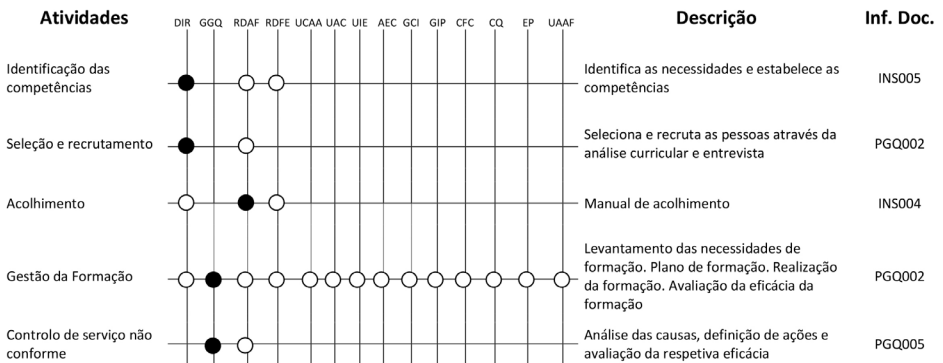 Atividades
DIR GGQ RDAF RDFE UCAA UAC UIE AEC GCI GIP CFC CQ EP UAAF
Descrição
Inf. Doc.
Identificação das
competências
Identifica as necessidades e estabelece as
competências
INS005
Seleção e recrutamento
Seleciona e recruta as pessoas através da
análise curricular e entrevista
PGQ002
Acolhimento
Manual de acolhimento
INS004
Gestão da Formação
Levantamento das necessidades de
formação. Plano de formação. Realização
da formação. Avaliação da eficácia da
formação
PGQ002
Controlo de serviço não
conforme
Análise das causas, definição de ações e
avaliação da respetiva eficácia
PGQ005